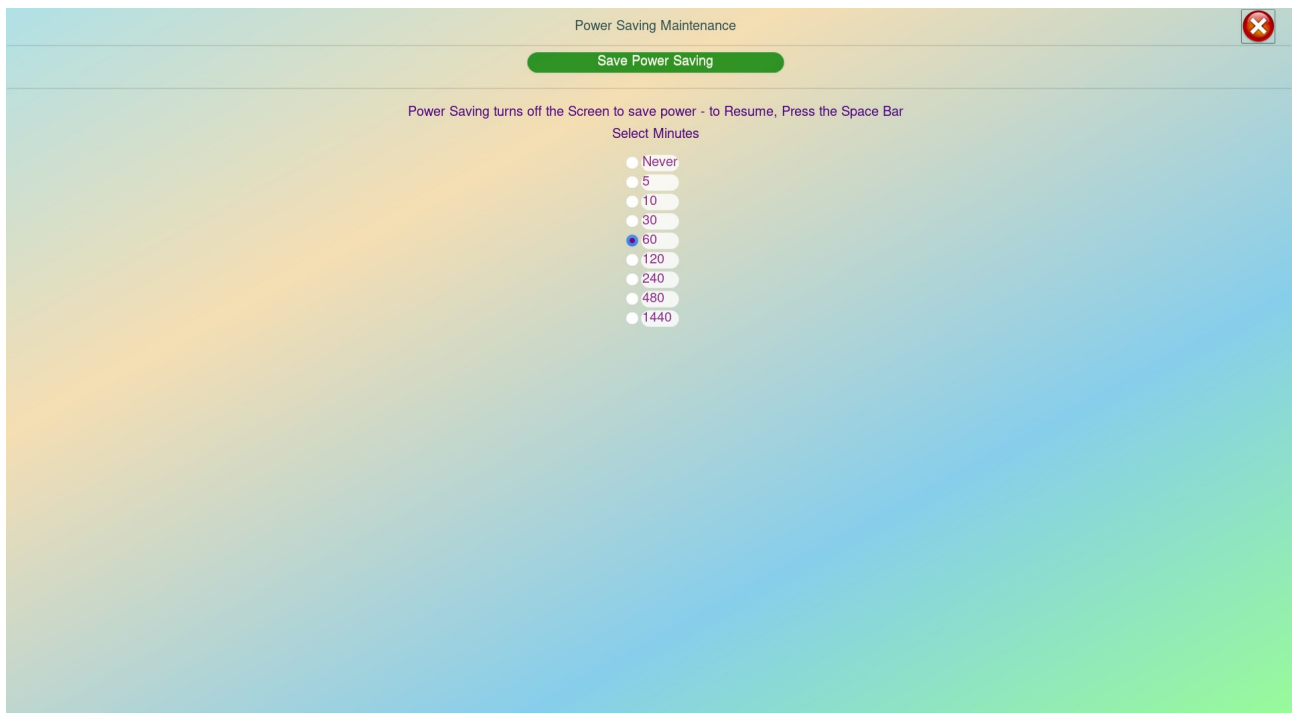 Power Saving Maintenance
Save Power Saving
Power Saving turns off the Screen to save power - to Resume, Press the Space Bar
Select Minutes
Never
5
10
30
60
120
240
480
1440